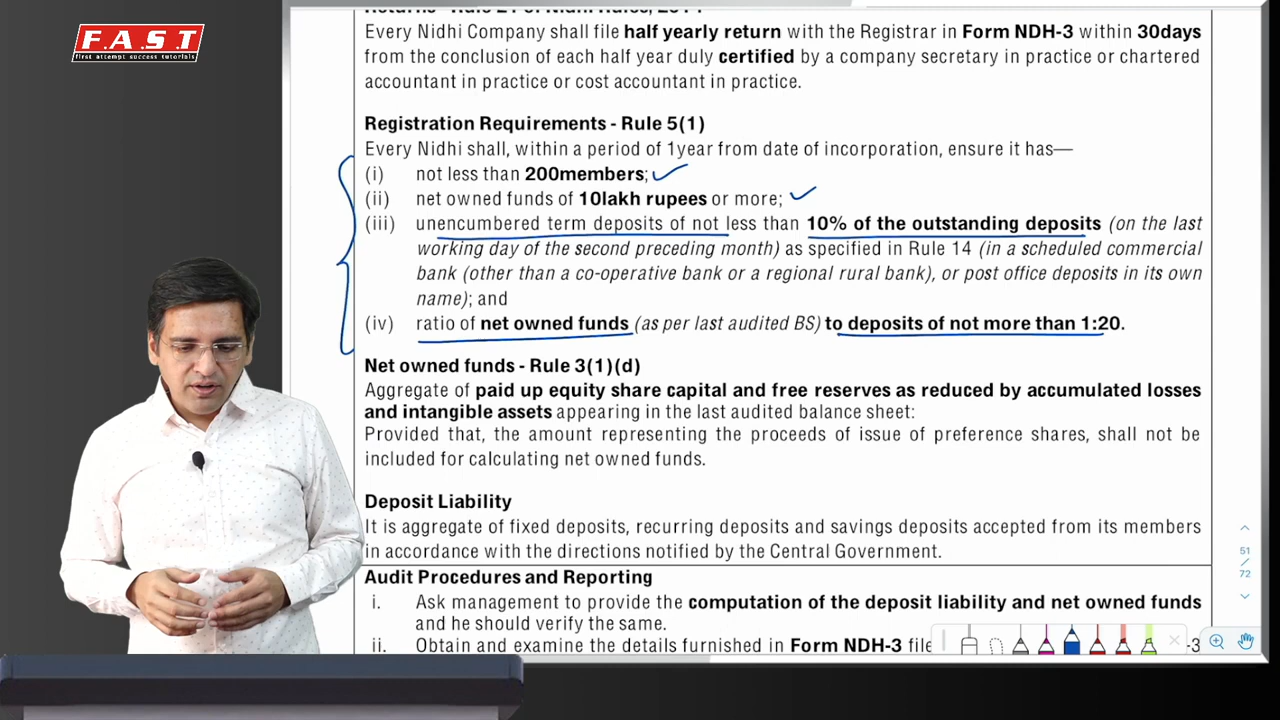 F.A.S.T
first attempt success tutorials
Returns - Rule 21 of Nidhi Rules, 2014
Every Nidhi Company shall file half yearly return with the Registrar in Form NDH-3 within 30days
from the conclusion of each half year duly certified by a company secretary in practice or chartered
accountant in practice or cost accountant in practice.
Registration Requirements - Rule 5(1)
Every Nidhi shall, within a period of 1year from date of incorporation, ensure it has—
(i) not less than 200members;
(ii) net owned funds of 10lakh rupees or more;
(iii) unencumbered term deposits of not less than 10% of the outstanding deposits (on the last
working day of the second preceding month) as specified in Rule 14 (in a scheduled commercial
bank (other than a co-operative bank or a regional rural bank), or post office deposits in its own
name); and
(iv) ratio of net owned funds (as per last audited BS) to deposits of not more than 1:20.
Net owned funds - Rule 3(1)(d)
Aggregate of paid up equity share capital and free reserves as reduced by accumulated losses
and intangible assets appearing in the last audited balance sheet:
Provided that, the amount representing the proceeds of issue of preference shares, shall not be
included for calculating net owned funds.
Deposit Liability
It is aggregate of fixed deposits, recurring deposits and savings deposits accepted from its members
in accordance with the directions notified by the Central Government.
Audit Procedures and Reporting
i. Ask management to provide the computation of the deposit liability and net owned funds
and he should verify the same.
ii. Obtain and examine the details furnished in Form NDH-3 file -3
51
/
72